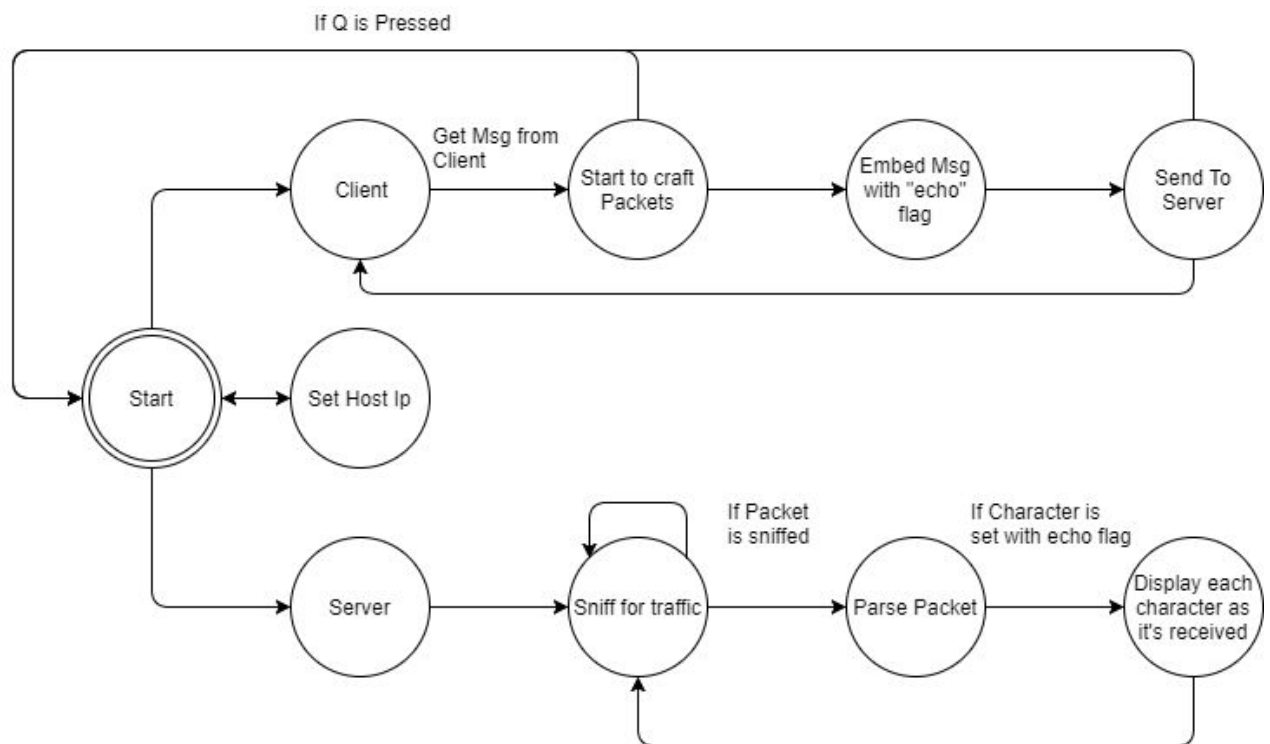 If Q is Pressed
Client
Get Msg from
Client
Start to craft
Packets
Embed Msg
with "echo"
flag
Send To
Server
Start
Set Host Ip
Server
Sniff for traffic
If Packet
is sniffed
Parse Packet
If Character is
set with echo flag
Display each
character as
it's received